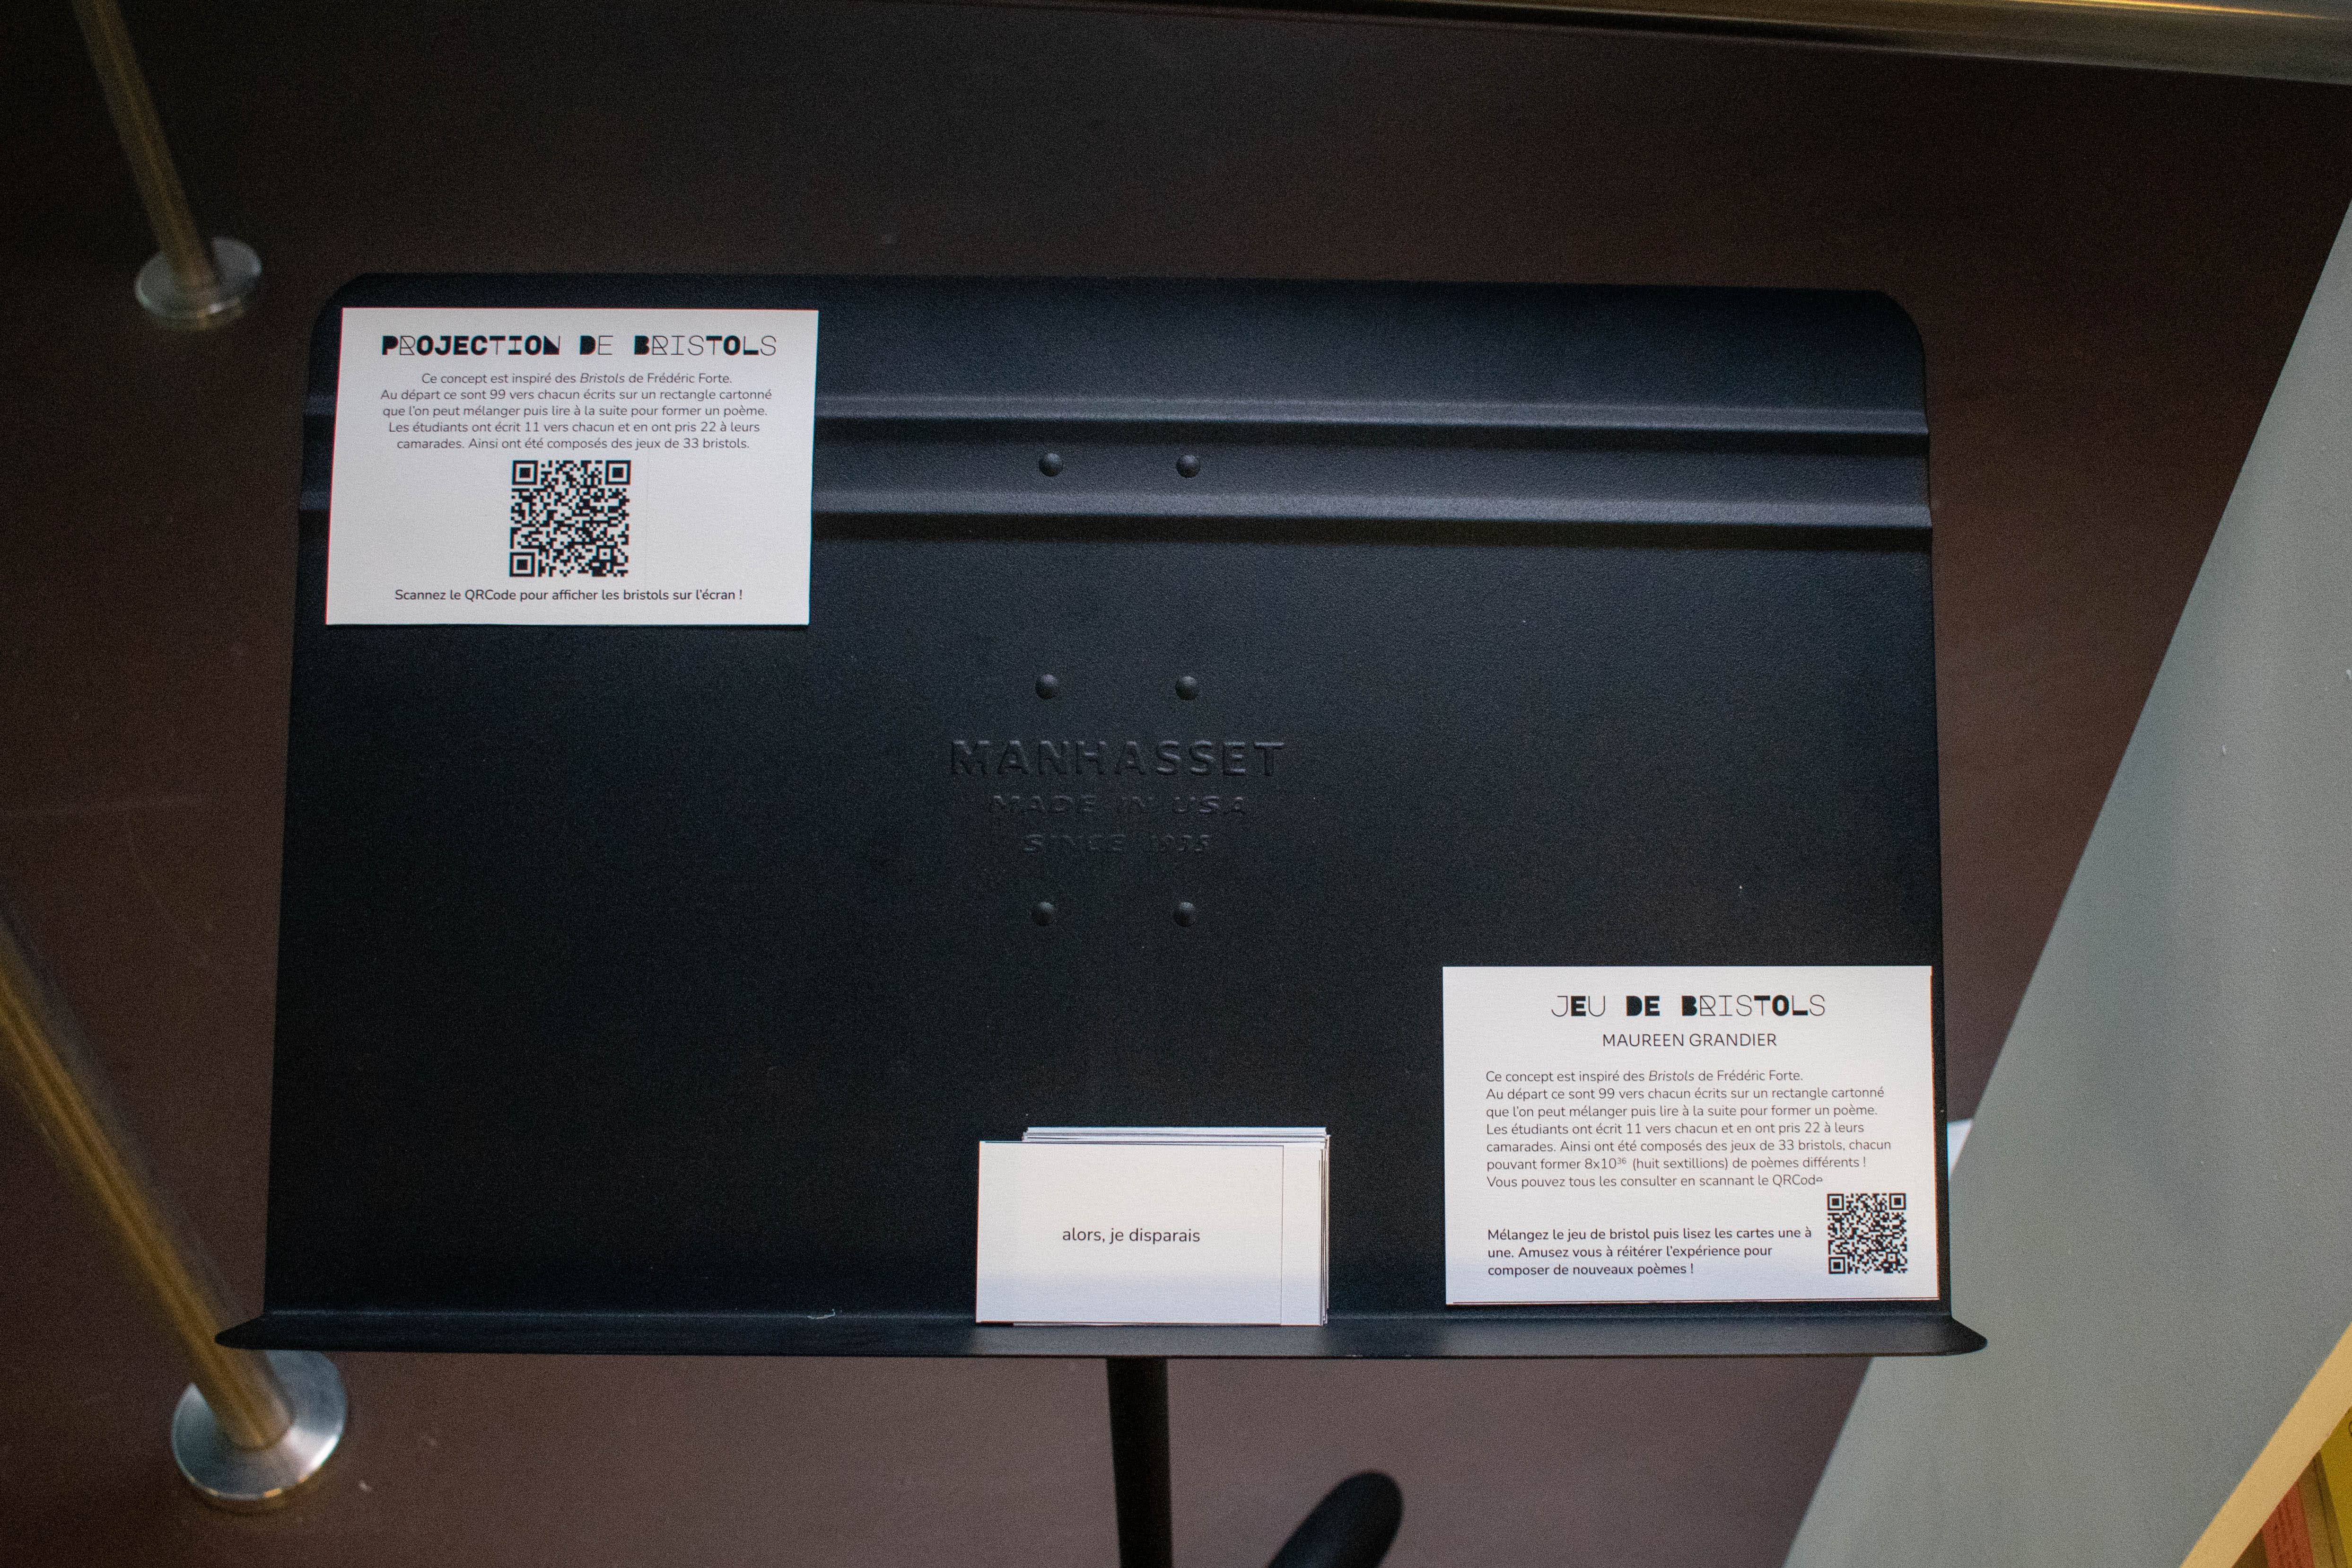 PROJECTION DE BRISTOLS
Ce concept est inspiré des Bristols de Frédéric Forte.
Au départ ce sont 99 vers chacun écrits sur un rectangle cartonné
que l'on peut mélanger puis lire à la suite pour former un poème.
Les étudiants ont écrit 11 vers chacun et en ont pris 22 à leurs
camarades. Ainsi ont été composés des jeux de 33 bristols.
Scannez le QRCode pour afficher les bristols sur l'écran !
MANHASSET
MADE IN USA
SINCE 1935
alors, je disparais
JEU DE BRISTOLS
MAUREEN GRANDIER
Ce concept est inspiré des Bristols de Frédéric Forte.
Au départ ce sont 99 vers chacun écrits sur un rectangle cartonné
que l'on peut mélanger puis lire à la suite pour former un poème.
Les étudiants ont écrit 11 vers chacun et en ont pris 22 à leurs
camarades. Ainsi ont été composés des jeux de 33 bristols, chacun
pouvant former 8x10³⁶ (huit sextillions) de poèmes différents !
Vous pouvez tous les consulter en scannant le QRCode
Mélangez le jeu de bristol puis lisez les cartes une à
une. Amusez vous à réitérer l'expérience pour
composer de nouveaux poèmes !